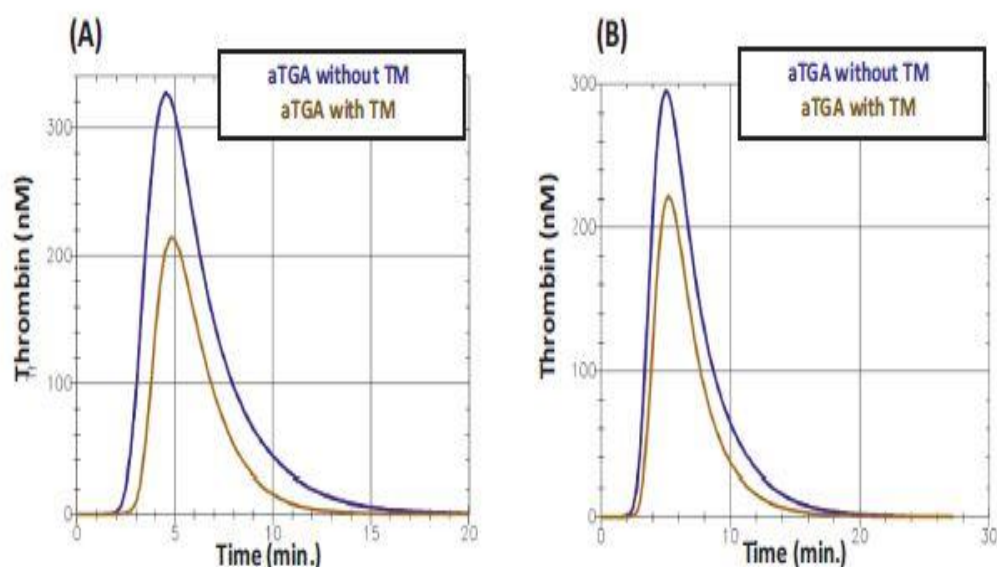 (A)
aTGA without TM
aTGA with TM
300
200
100
0
0 5 10 15 20
Thrombin (nM)
Time (min.)
(B)
aTGA without TM
aTGA with TM
300
200
100
0
0 10 20 30
Thrombin (nM)
Time (min.)